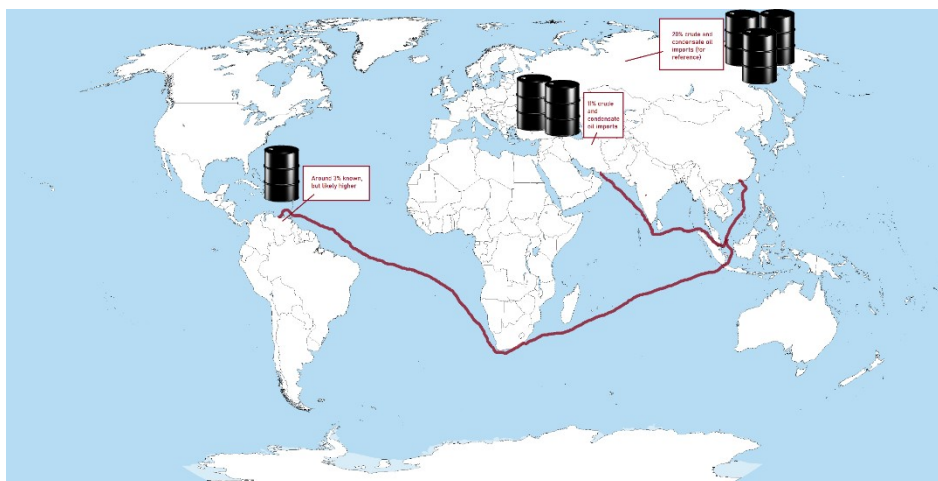 20% crude and
condensate oil
imports (for
reference)
11% crude
and
condensate
oil imports
Around 3% known,
but likely higher